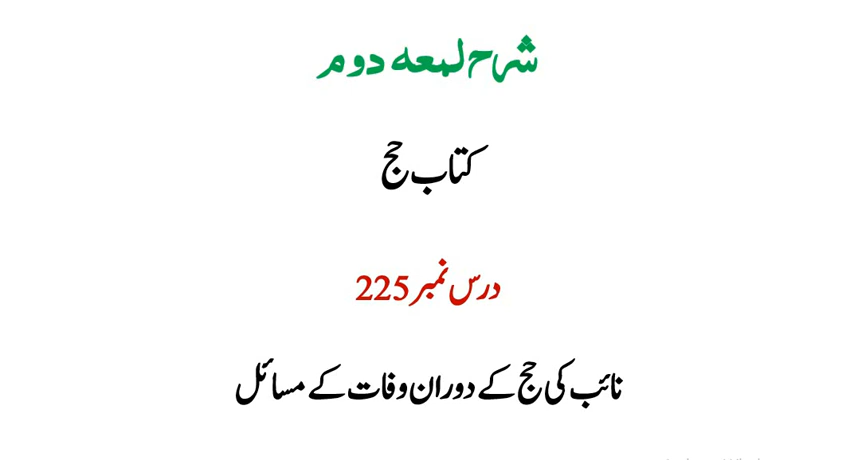 شرح لمعہ دوم
کتاب حج
درس نمبر 225
نائب کی حج کے دوران وفات کے مسائل